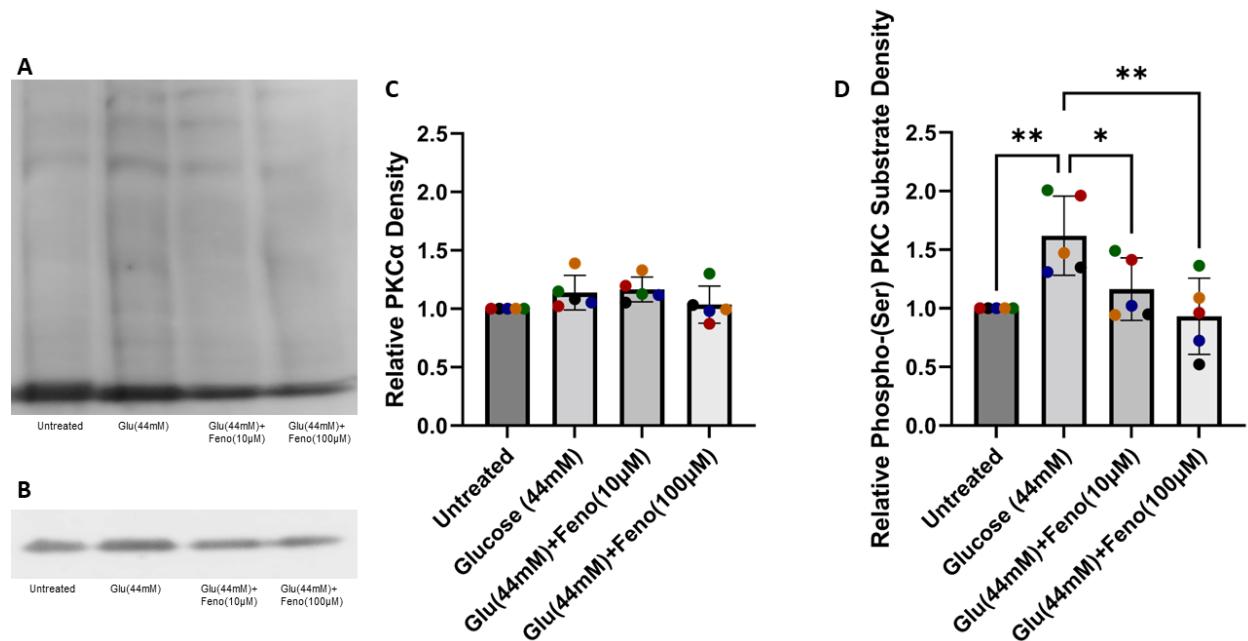 A
Untreated
Glu(44mM)
Glu(44mM)+
Feno(10μM)
Glu(44mM)+
Feno(100μM)
B
Untreated
Glu(44mM)
Glu(44mM)+
Feno(10μM)
Glu(44mM)+
Feno(100μM)
C
Relative PKCα Density
2.5
2.0
1.5
1.0
0.5
0.0
Untreated
Glucose (44mM)
Glu(44mM)+Feno(10μM)
Glu(44mM)+Feno(100μM)
D
Relative Phospho-(Ser) PKC Substrate Density
2.5
2.0
1.5
1.0
0.5
0.0
**
**
*
Untreated
Glucose (44mM)
Glu(44mM)+Feno(10μM)
Glu(44mM)+Feno(100μM)